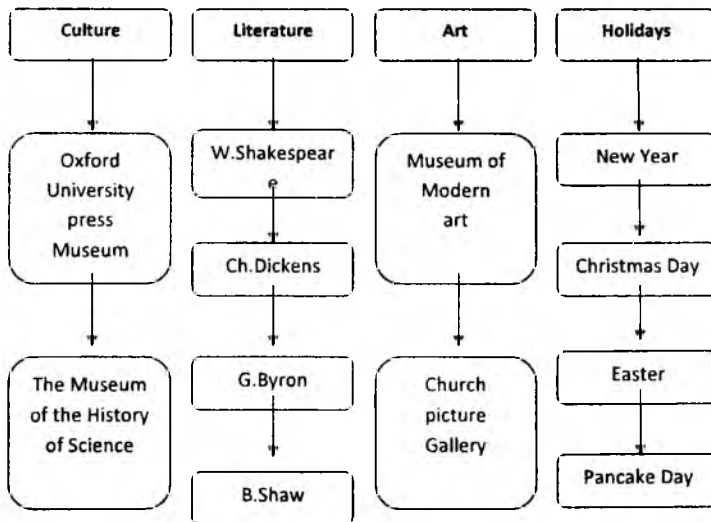 Culture
Oxford
University
press
Museum
The Museum
of the History
of Science
Literature
W.Shakespear
e
Ch.Dickens
G.Byron
B.Shaw
Art
Museum of
Modern
art
Church
picture
Gallery
Holidays
New Year
Christmas Day
Easter
Pancake Day